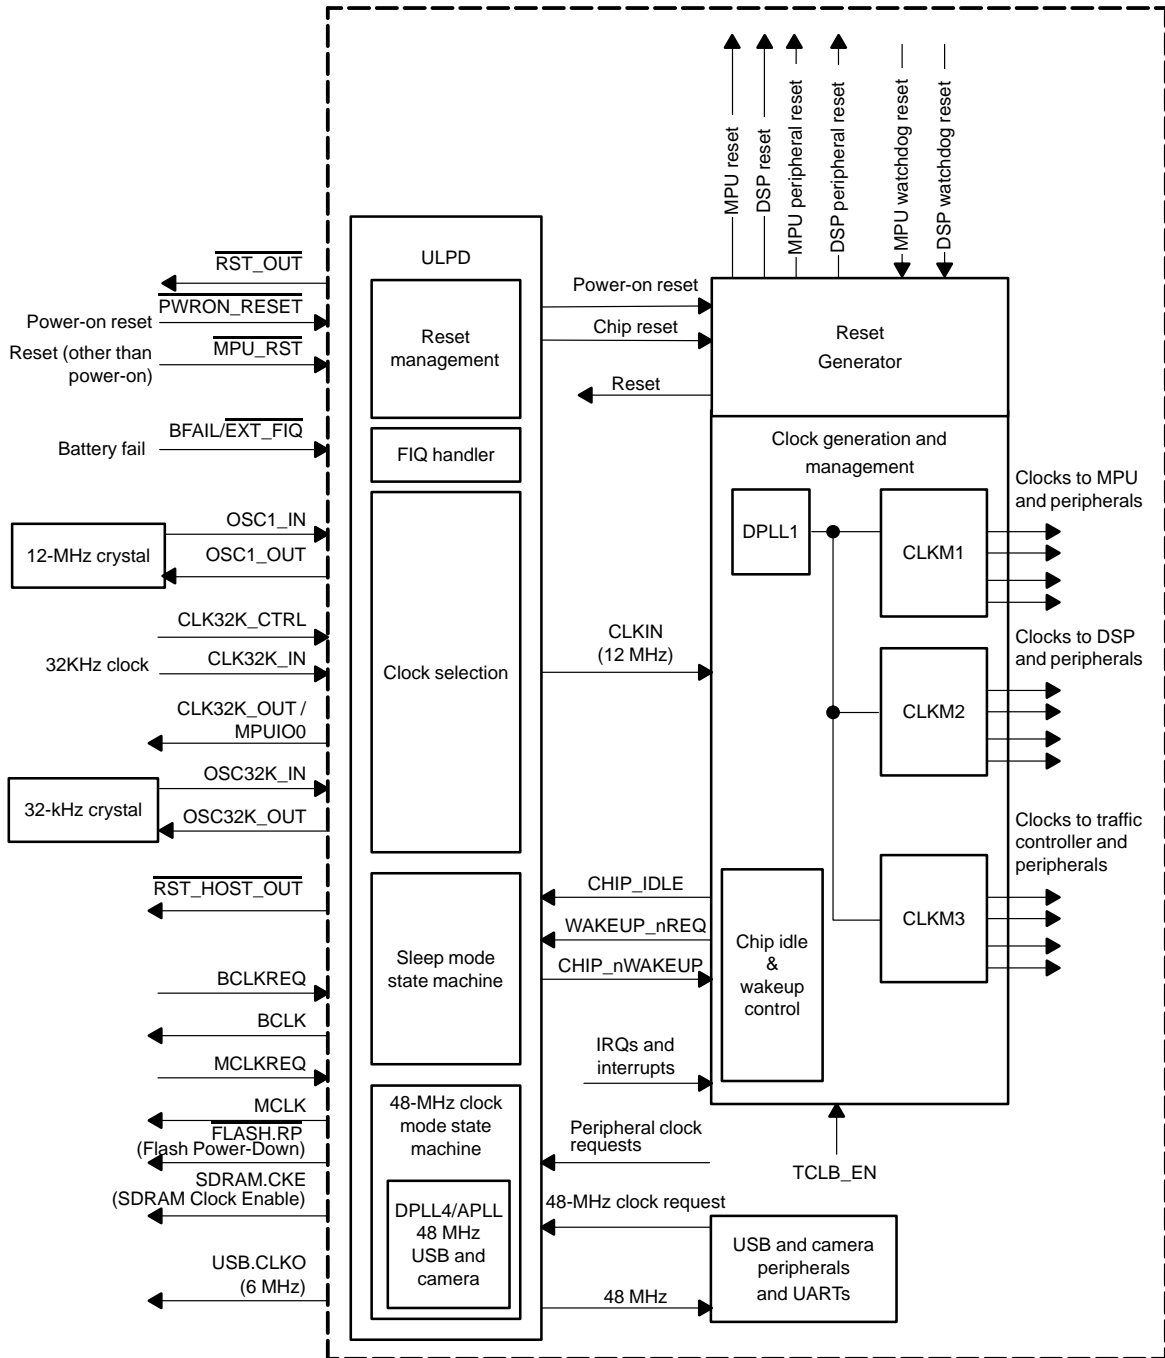 MPU reset
DSP reset
MPU peripheral reset
DSP peripheral reset
MPU watchdog reset
DSP watchdog reset
ULPD
RST_OUT
Power-on reset
PWRON_RESET
Reset (other than
power-on)
MPU_RST
Reset
management
Power-on reset
Chip reset
Reset
Reset
Generator
Battery fail
BFAIL/EXT_FIQ
FIQ handler
Clock generation and
management
12-MHz crystal
OSC1_IN
OSC1_OUT
DPLL1
CLKM1
Clocks to MPU
and peripherals
CLK32K_CTRL
32KHz clock
CLK32K_IN
Clock selection
CLKIN
(12 MHz)
CLKM2
Clocks to DSP
and peripherals
CLK32K_OUT /
MPUIO0
32-kHz crystal
OSC32K_IN
OSC32K_OUT
Clocks to traffic
controller and
peripherals
CLKM3
RST_HOST_OUT
Sleep mode
state machine
CHIP_IDLE
WAKEUP_nREQ
CHIP_nWAKEUP
Chip idle
&
wakeup
control
BCLKREQ
BCLK
MCLKREQ
IRQs and
interrupts
MCLK
FLASH.RP
(Flash Power-Down)
48-MHz clock
mode state
machine
Peripheral clock
requests
TCLB_EN
SDRAM.CKE
(SDRAM Clock Enable)
DPLL4/APLL
48 MHz
USB and
camera
48-MHz clock request
USB and camera
peripherals
and UARTs
USB.CLKO
(6 MHz)
48 MHz